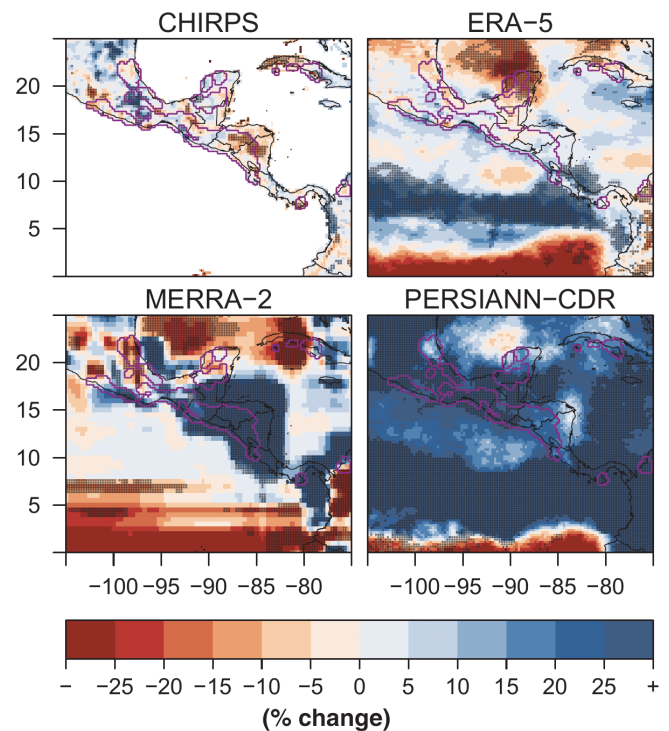 CHIRPS
ERA−5
20
15
10
5
MERRA−2
PERSIANN−CDR
20
15
10
5
−100 −95 −90 −85 −80
−100 −95 −90 −85 −80
− −25 −20 −15 −10 −5 0 5 10 15 20 25 +
(% change)